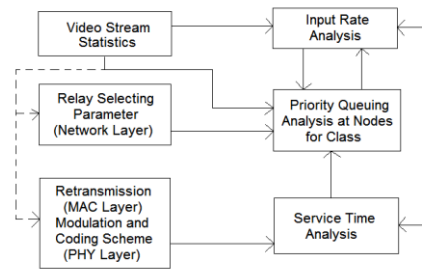 Video Stream
Statistics
Input Rate
Analysis
Relay Selecting
Parameter
(Network Layer)
Priority Queuing
Analysis at Nodes
for Class
Retransmission
(MAC Layer)
Modulation and
Coding Scheme
(PHY Layer)
Service Time
Analysis